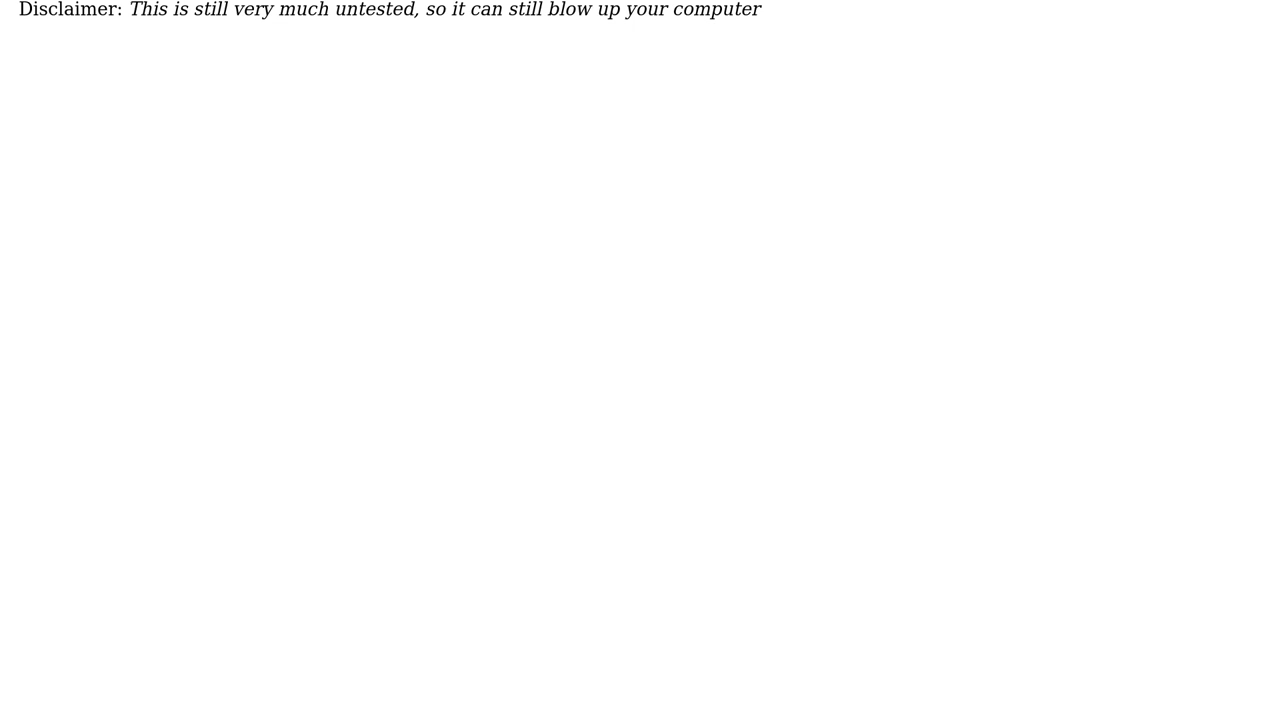 Disclaimer: This is still very much untested, so it can still blow up your computer